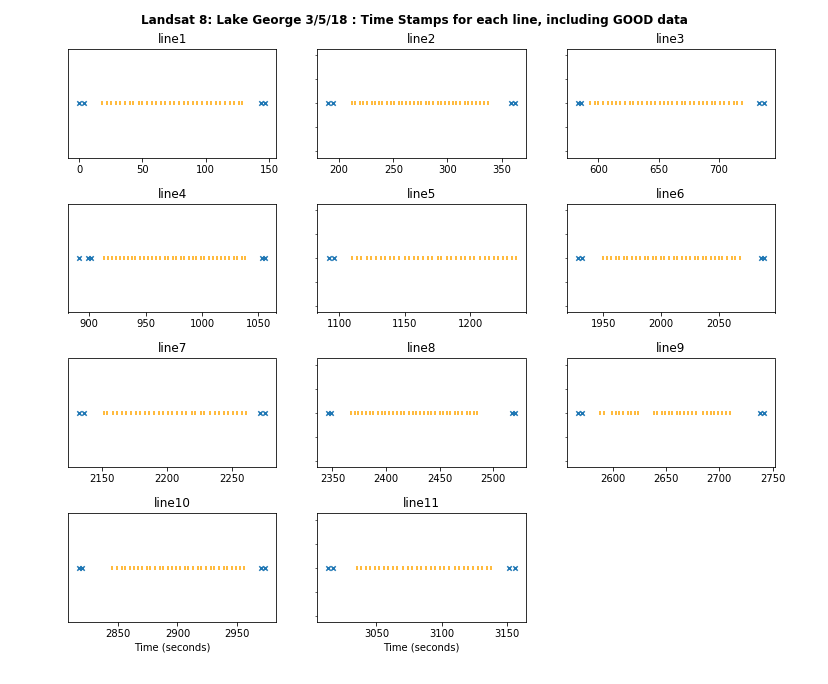 Landsat 8: Lake George 3/5/18 : Time Stamps for each line, including GOOD data
line1 line2 line3
0 50 100 150 200 250 300 350 600 650 700
line4 line5 line6
900 950 1000 1050 1100 1150 1200 1950 2000 2050
line7 line8 line9
2150 2200 2250 2350 2400 2450 2500 2600 2650 2700 2750
line10 line11
2850 2900 2950 3050 3100 3150
Time (seconds) Time (seconds)